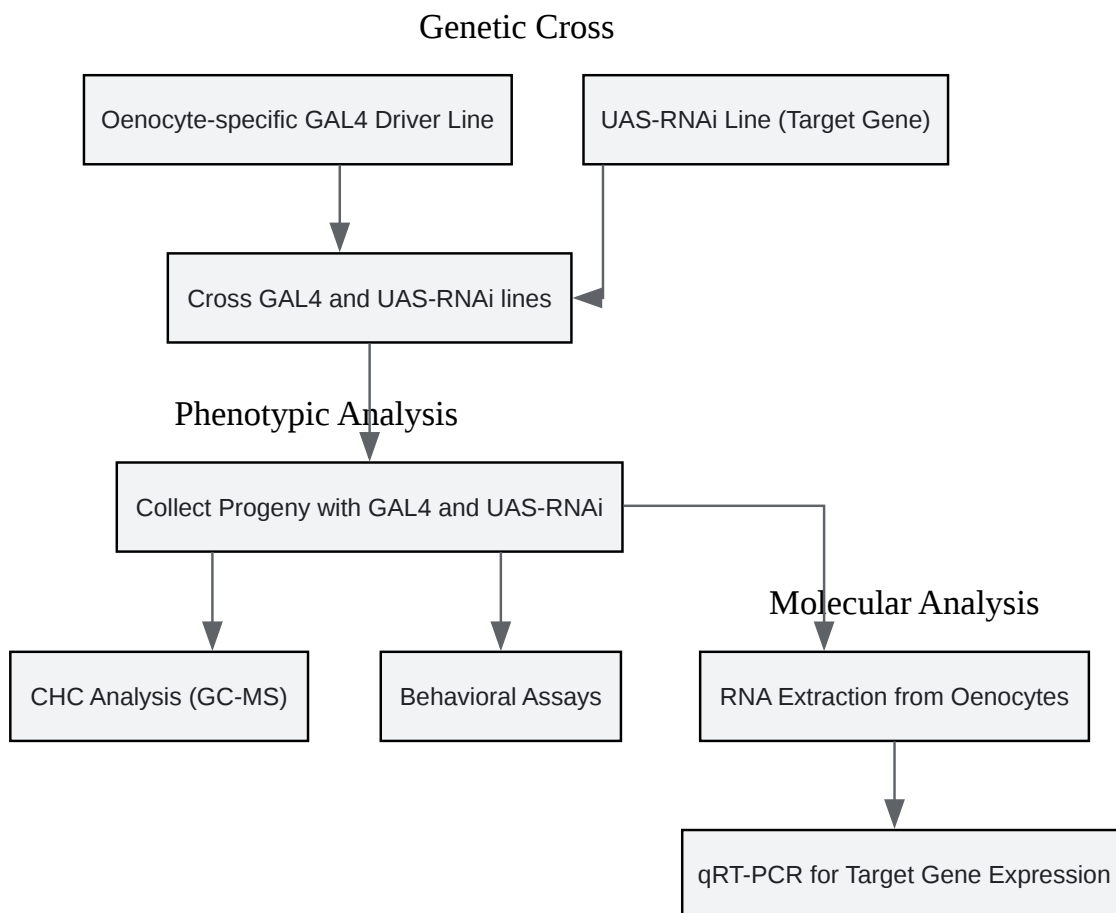 Genetic Cross
Oenocyte-specific GAL4 Driver Line
UAS-RNAi Line (Target Gene)
Cross GAL4 and UAS-RNAi lines
Phenotypic Analysis
Collect Progeny with GAL4 and UAS-RNAi
Molecular Analysis
CHC Analysis (GC-MS)
Behavioral Assays
RNA Extraction from Oenocytes
qRT-PCR for Target Gene Expression